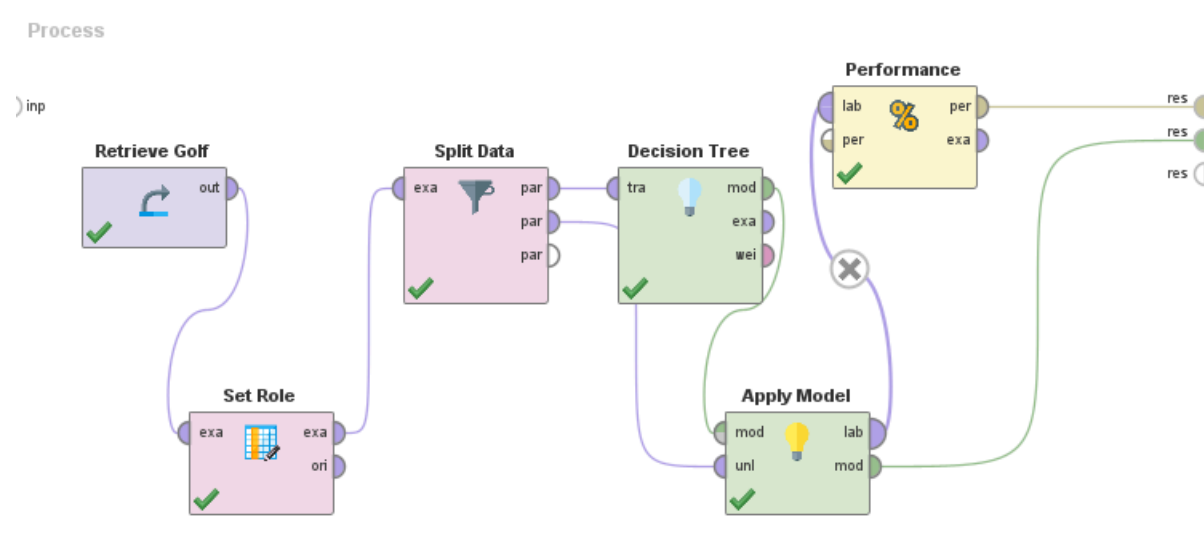 Process
inp
Retrieve Golf
out
Set Role
exa exa
ori
Split Data
exa par
par
par
Decision Tree
tra mod
exa
wei
Apply Model
mod lab
unl mod
Performance
lab % per
per exa
res
res
res